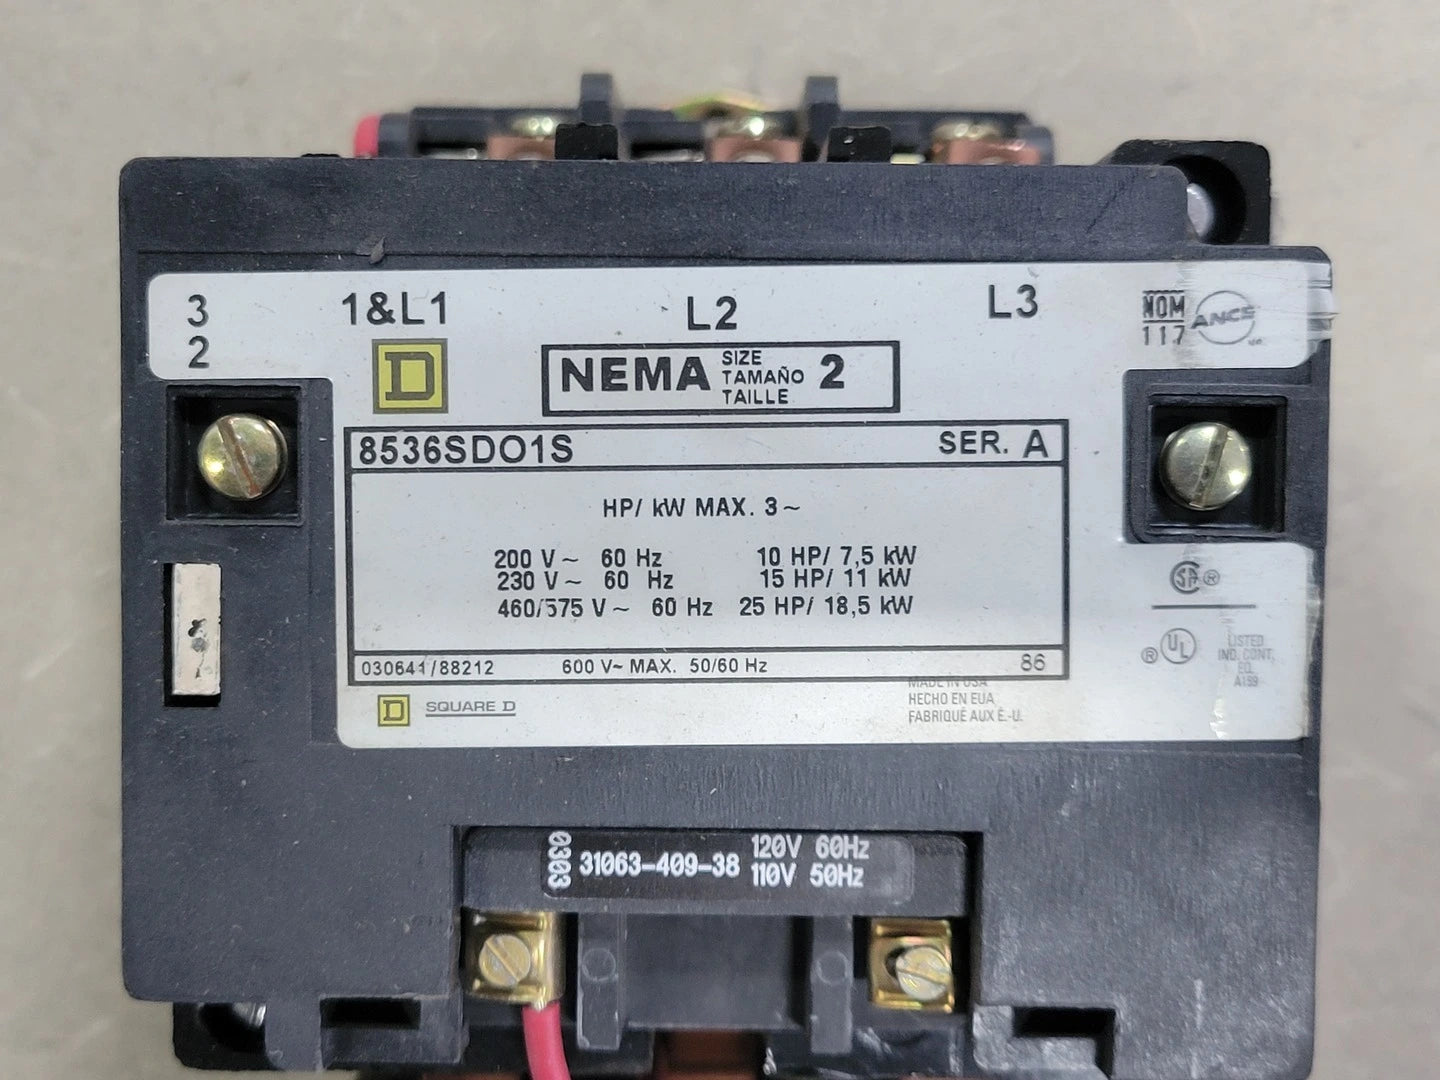 3
2
1&L1
L2
L3
NOM
117
ANCE
D
NEMA SIZE TAMAÑO TAILLE 2
8536SDO1S SER. A
HP/ kW MAX. 3~
200 V~ 60 Hz 10 HP/ 7,5 kW
230 V~ 60 Hz 15 HP/ 11 kW
460/575 V~ 60 Hz 25 HP/ 18,5 kW
030641/88212 600 V~ MAX. 50/60 Hz 86
D SQUARE D
MADE IN USA
HECHO EN EUA
FABRIQUÉ AUX É.-U.
SA ®
® UL
LISTED
IND. CONT.
EQ.
A159
0303 31063-409-38
120V 60Hz
110V 50Hz